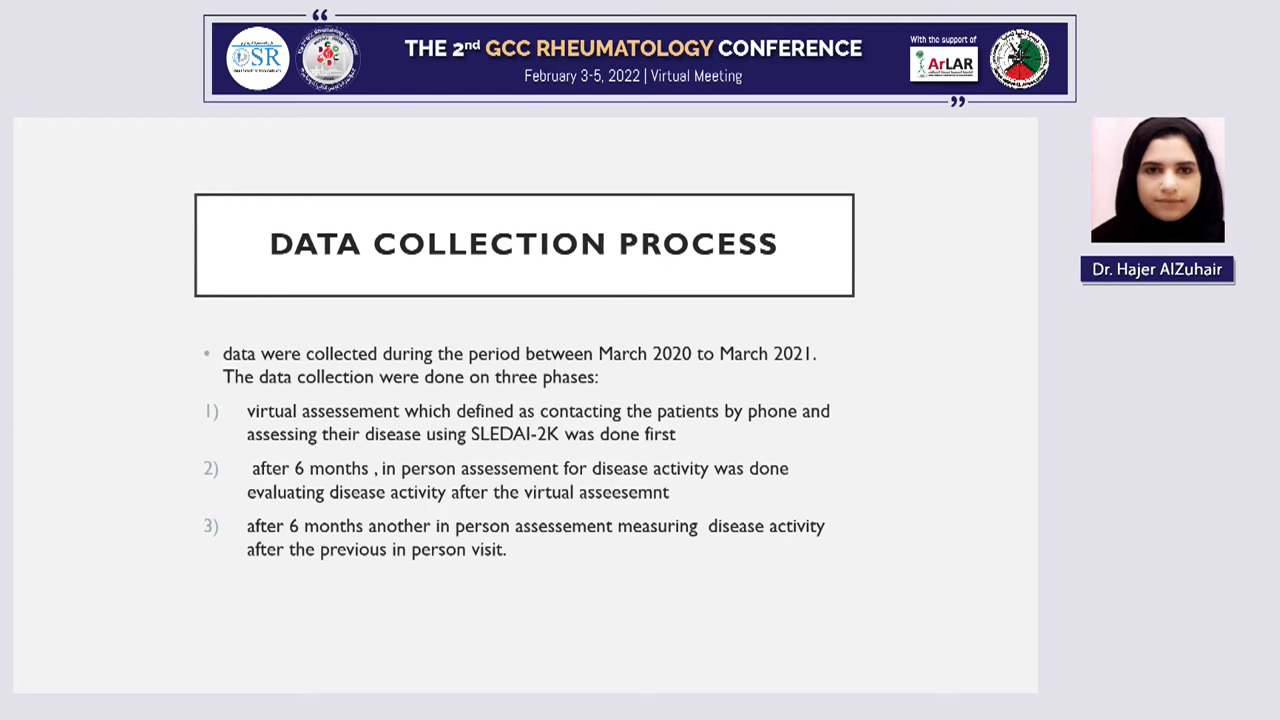 “
THE 2nd GCC RHEUMATOLOGY CONFERENCE
February 3-5, 2022 | Virtual Meeting
OSR
With the support of
ArLAR
”
DATA COLLECTION PROCESS
Dr. Hajer AlZuhair
• data were collected during the period between March 2020 to March 2021.
The data collection were done on three phases:
1) virtual assessement which defined as contacting the patients by phone and
assessing their disease using SLEDAI-2K was done first
2) after 6 months , in person assessement for disease activity was done
evaluating disease activity after the virtual asseesemnt
3) after 6 months another in person assessement measuring disease activity
after the previous in person visit.